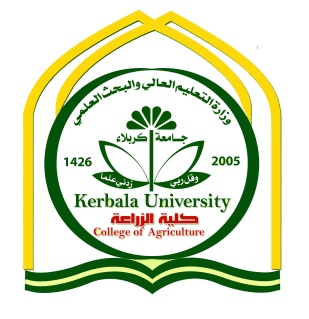 وزارة التعليم العالي والبحث العلمي
جامعة كربلاء
1426 2005
وقل ربي زدني علما
Kerbala University
كلية الزراعة
College of Agriculture